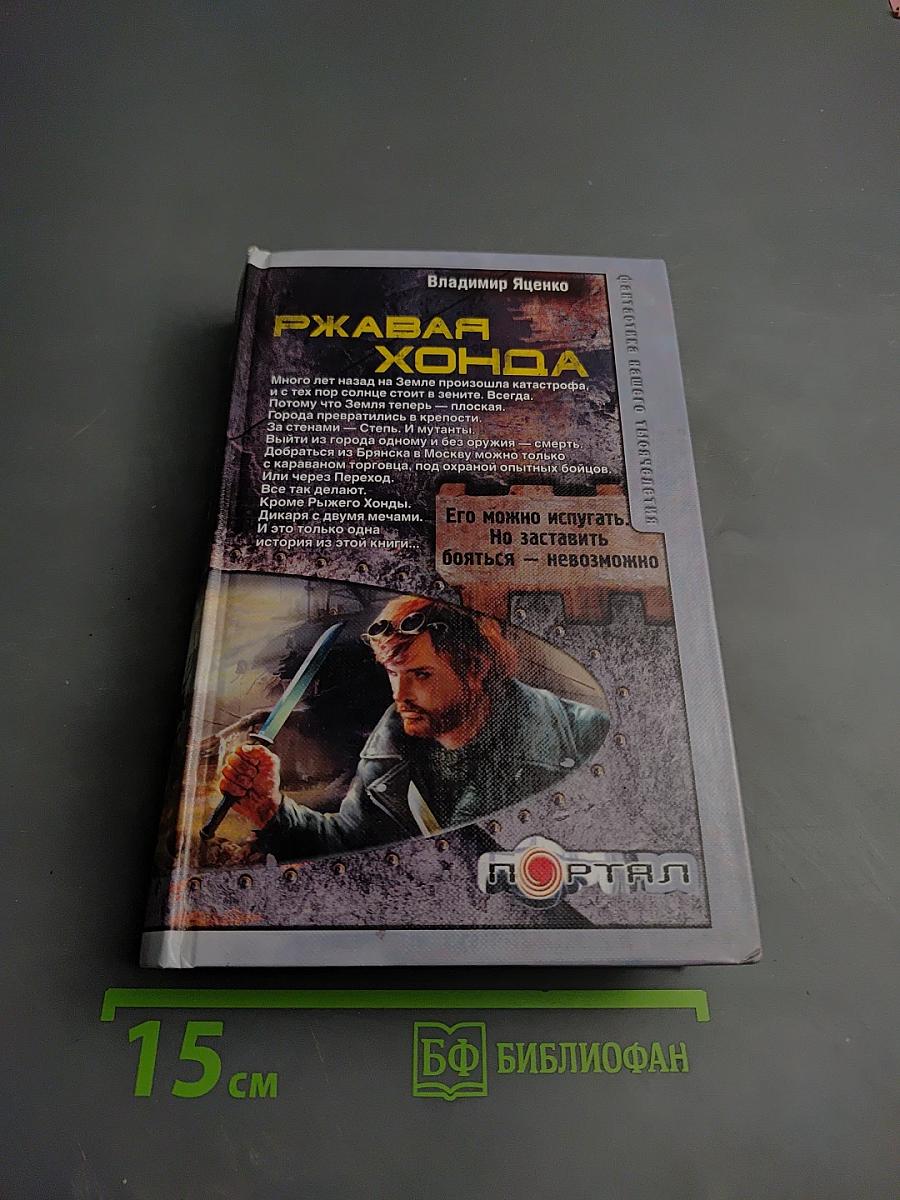 Владимир Яценко
РЖАВАЯ
ХОНДА
Много лет назад на Земле произошла катастрофа,
и с тех пор солнце стоит в зените. Всегда.
Потому что Земля теперь — плоская.
Города превратились в крепости.
За стенами — Степь. И мутанты.
Выйти из города одному и без оружия — смерть.
Добраться из Брянска в Москву можно только
с караваном торговца, под охраной опытных бойцов.
Или через Переход.
Все так делают.
Кроме Рыжего Хонды.
Дикаря с двумя мечами.
И это только одна
история из этой книги...
Его можно испугать.
Но заставить
бояться — невозможно
ПОРТАЛ
15 см
БФ БИБЛИОФАН